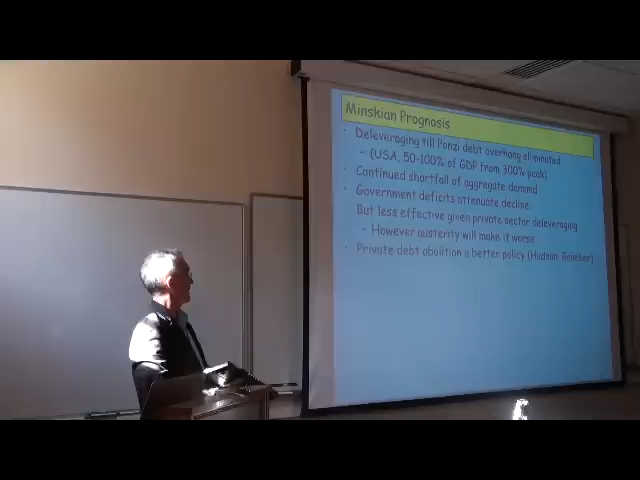 Minskian Prognosis
· Deleveraging till Ponzi debt overhang eliminated
– (USA, 50-100% of GDP from 300% peak)
· Continued shortfall of aggregate demand
· Government deficits attenuate decline
But less effective given private sector deleveraging
– However austerity will make it worse
· Private debt abolition a better policy (Hudson, Graeber)